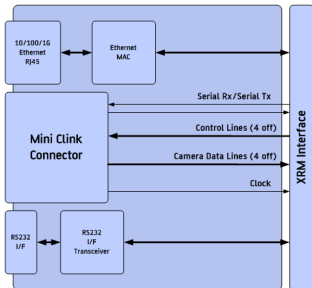 10/100/1G
Ethernet
RJ45
Ethernet
MAC
Serial Rx/Serial Tx
Mini Clink
Connector
Control Lines (4 off)
Camera Data Lines (4 off)
Clock
XRM Interface
RS232
I/F
RS232
I/F
Transceiver